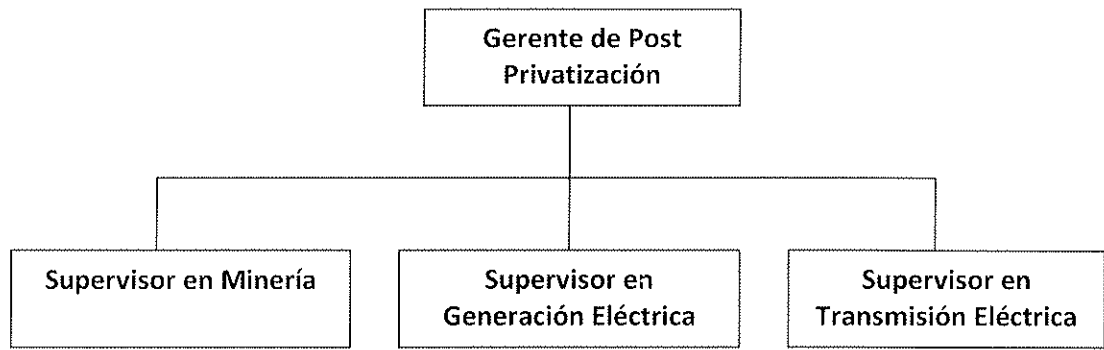 Gerente de Post
Privatización
Supervisor en Minería
Supervisor en
Generación Eléctrica
Supervisor en
Transmisión Eléctrica